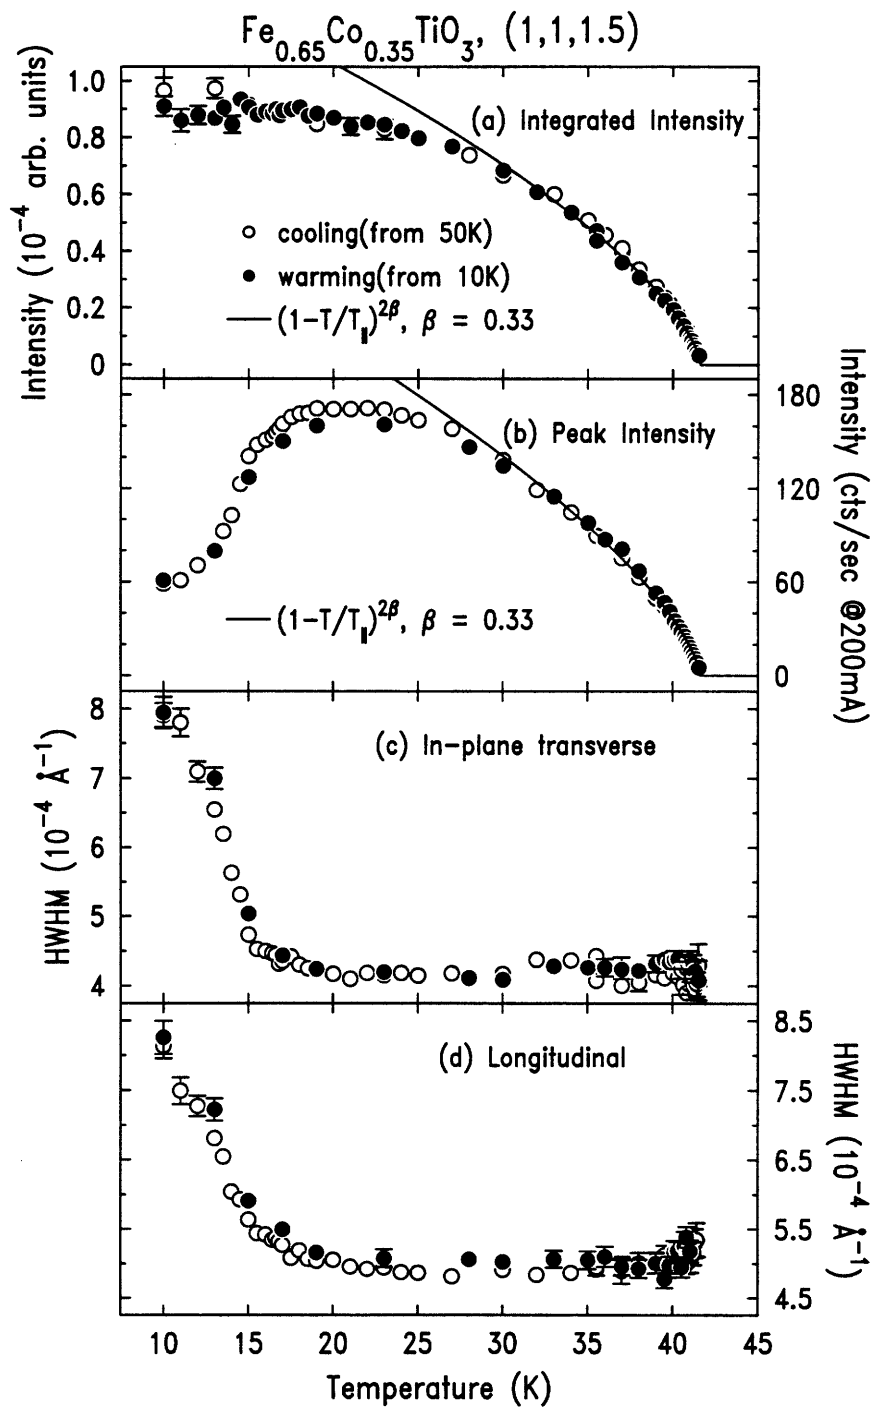 Fe0.65Co0.35TiO3, (1,1,1.5)
Intensity (10⁻⁴ arb. units)
1.0
0.8
0.6
0.4
0.2
0
(a) Integrated Intensity
cooling(from 50K)
warming(from 10K)
(1-T/T∥)^2β, β = 0.33
Intensity (cts/sec @200mA)
180
120
60
0
(b) Peak Intensity
(1-T/T∥)^2β, β = 0.33
HWHM (10⁻⁴ Å⁻¹)
8
7
6
5
4
(c) In-plane transverse
HWHM (10⁻⁴ Å⁻¹)
8.5
7.5
6.5
5.5
4.5
(d) Longitudinal
10 15 20 25 30 35 40 45
Temperature (K)